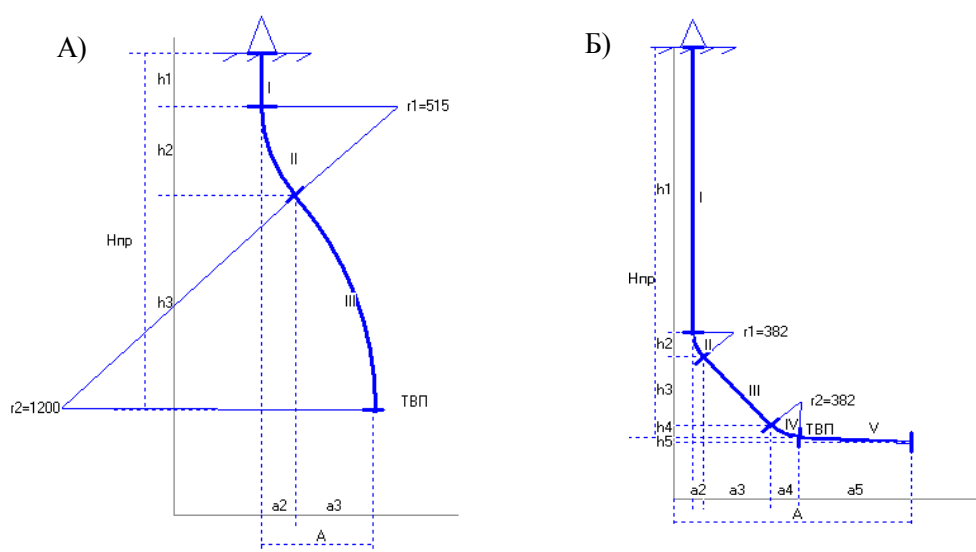 А)
h1
I
r1=515
h2
II
Hпр
h3
III
r2=1200
ТВП
a2
a3
A
Б)
h1
I
Hпр
r1=382
h2
II
h3
III
r2=382
h4
IV
ТВП
V
h5
a2
a3
a4
a5
A